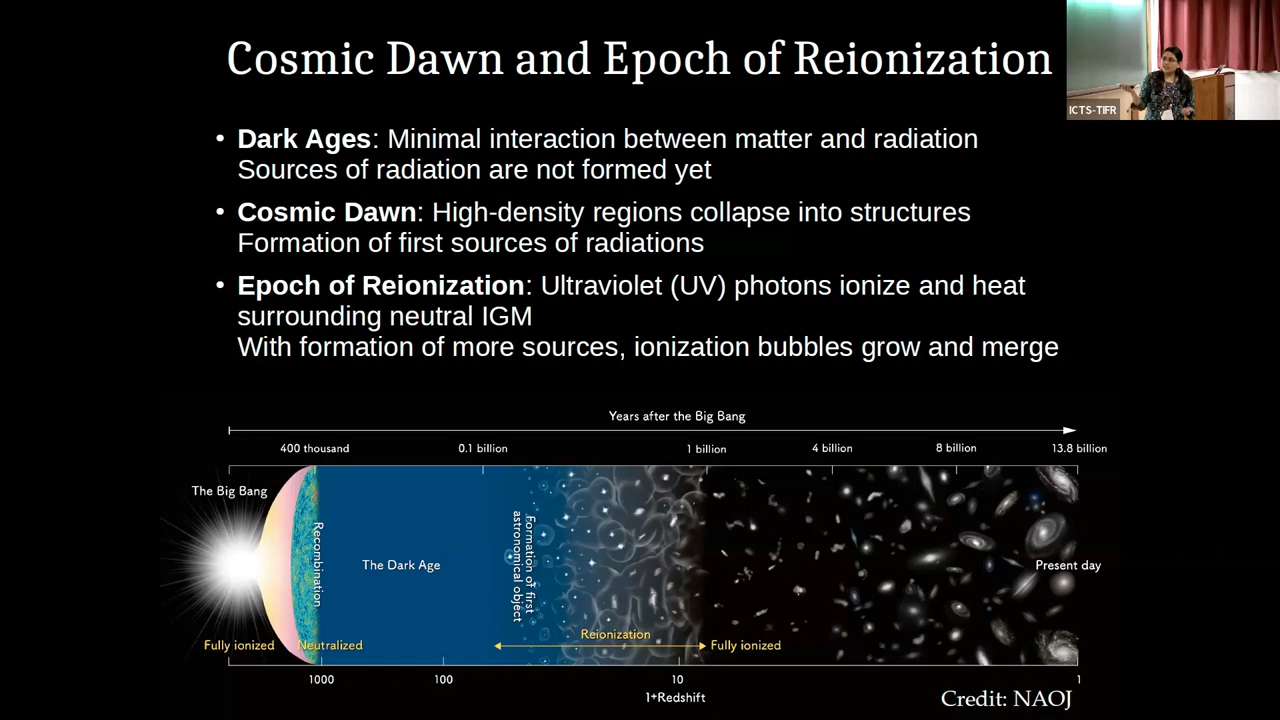 Cosmic Dawn and Epoch of Reionization
ICTS-TIFR
• Dark Ages: Minimal interaction between matter and radiation
Sources of radiation are not formed yet
• Cosmic Dawn: High-density regions collapse into structures
Formation of first sources of radiations
• Epoch of Reionization: Ultraviolet (UV) photons ionize and heat
surrounding neutral IGM
With formation of more sources, ionization bubbles grow and merge
Years after the Big Bang
400 thousand 0.1 billion 1 billion 4 billion 8 billion 13.8 billion
The Big Bang
Recombination
The Dark Age
Formation of first
astronomical object
Present day
Reionization
Fully ionized Neutralized Fully ionized
1000 100 10 1
1+Redshift
Credit: NAOJ